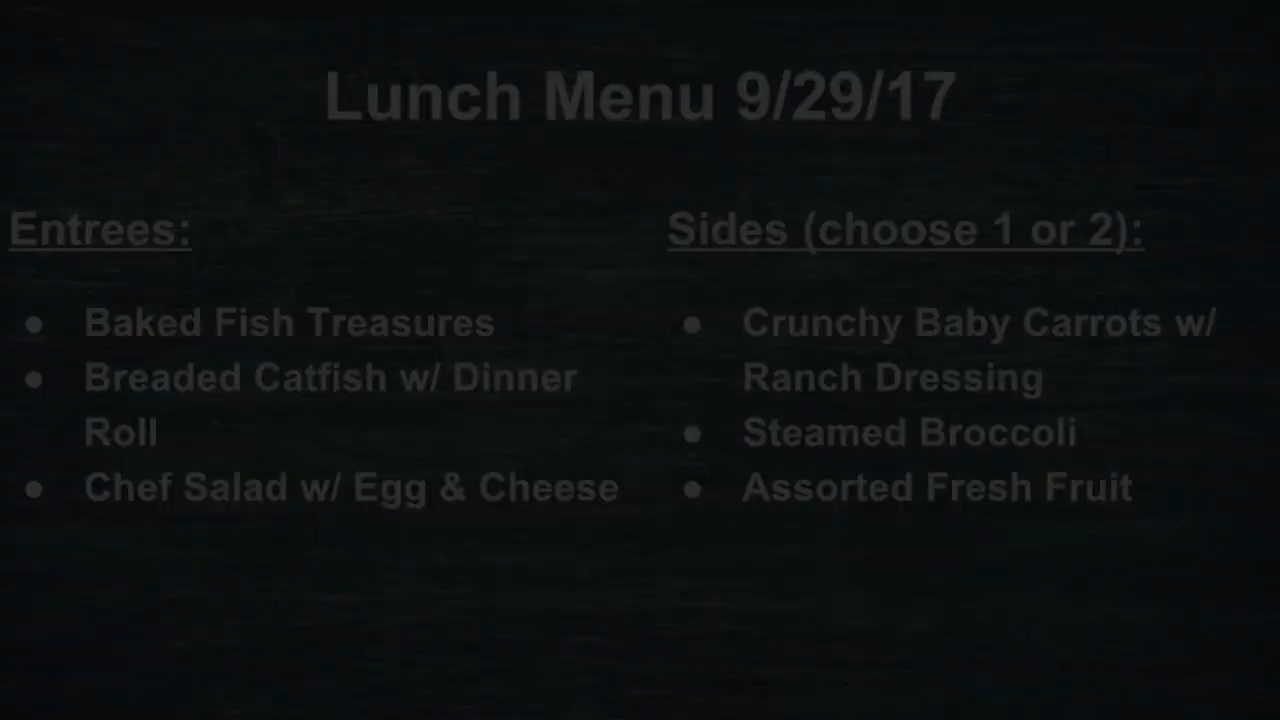 Lunch Menu 9/29/17
Entrees:
● Baked Fish Treasures
● Breaded Catfish w/ Dinner
Roll
● Chef Salad w/ Egg & Cheese
Sides (choose 1 or 2):
● Crunchy Baby Carrots w/
Ranch Dressing
● Steamed Broccoli
● Assorted Fresh Fruit